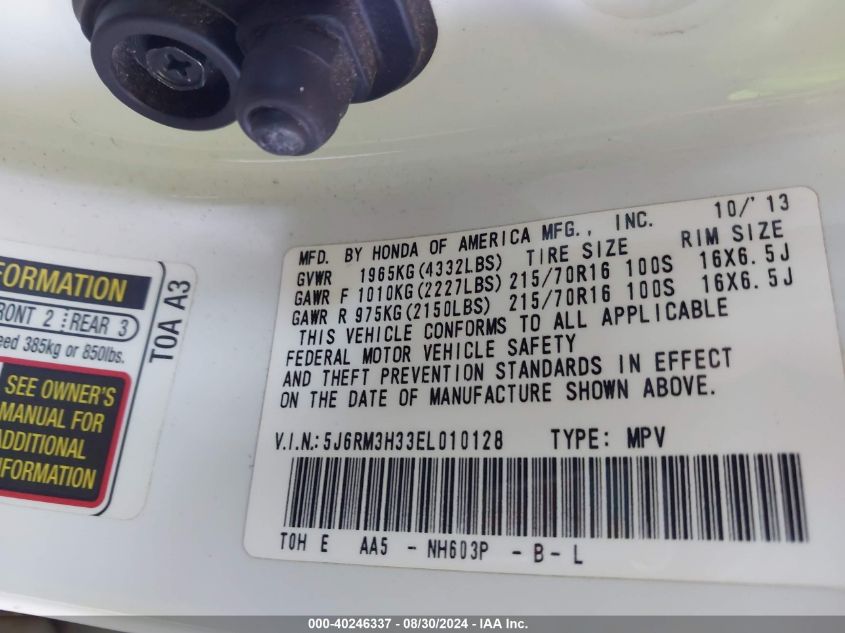 FORMATION
RONT 2 REAR 3
eed 385kg or 850lbs.
SEE OWNER'S
MANUAL FOR
ADDITIONAL
NFORMATION
T0A A3
10/'13
MFD. BY HONDA OF AMERICA MFG., INC.
GVWR 1965KG(4332LBS) TIRE SIZE RIM SIZE
GAWR F 1010KG(2227LBS) 215/70R16 100S 16X6.5J
GAWR R 975KG(2150LBS) 215/70R16 100S 16X6.5J
THIS VEHICLE CONFORMS TO ALL APPLICABLE
FEDERAL MOTOR VEHICLE SAFETY
AND THEFT PREVENTION STANDARDS IN EFFECT
ON THE DATE OF MANUFACTURE SHOWN ABOVE.
V.I.N.: 5J6RM3H33EL010128 TYPE: MPV
T0H E AA5 - NH603P - B - L
000-40246337 - 08/30/2024 - IAA Inc.